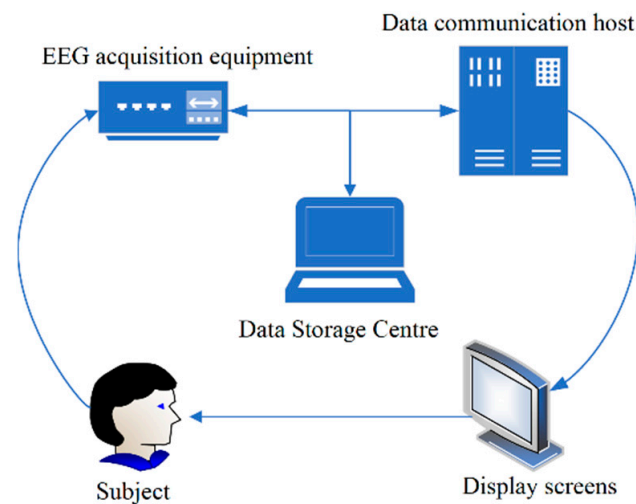 Data communication host
EEG acquisition equipment
Data Storage Centre
Subject
Display screens